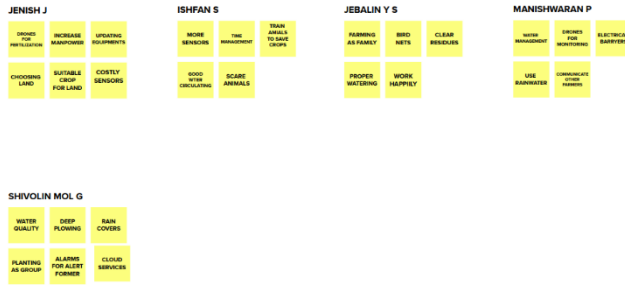 JENISH J
DRONES
FOR
FERTILIZATION
INCREASE
MANPOWER
UPDATING
EQUIPMENTS
CHOOSING
LAND
SUITABLE
CROP
FOR LAND
COSTLY
SENSORS
ISHFAN S
MORE
SENSORS
TIME
MANAGEMENT
TRAIN
AMIALS
TO SAVE
CROPS
GOOD
WTER
CIRCULATING
SCARE
ANIMALS
JEBALIN Y S
FARMING
AS FAMILY
BIRD
NETS
CLEAR
RESIDUES
PROPER
WATERING
WORK
HAPPILY
MANISHWARAN P
WATER
MANAGEMENT
DRONES
FOR
MONITORING
ELECTRICAL
BARRYERS
USE
RAINWATER
COMMUNICATE
OTHER
FARMERS
SHIVOLIN MOL G
WATER
QUALITY
DEEP
PLOWING
RAIN
COVERS
PLANTING
AS GROUP
ALARMS
FOR ALERT
FORMER
CLOUD
SERVICES